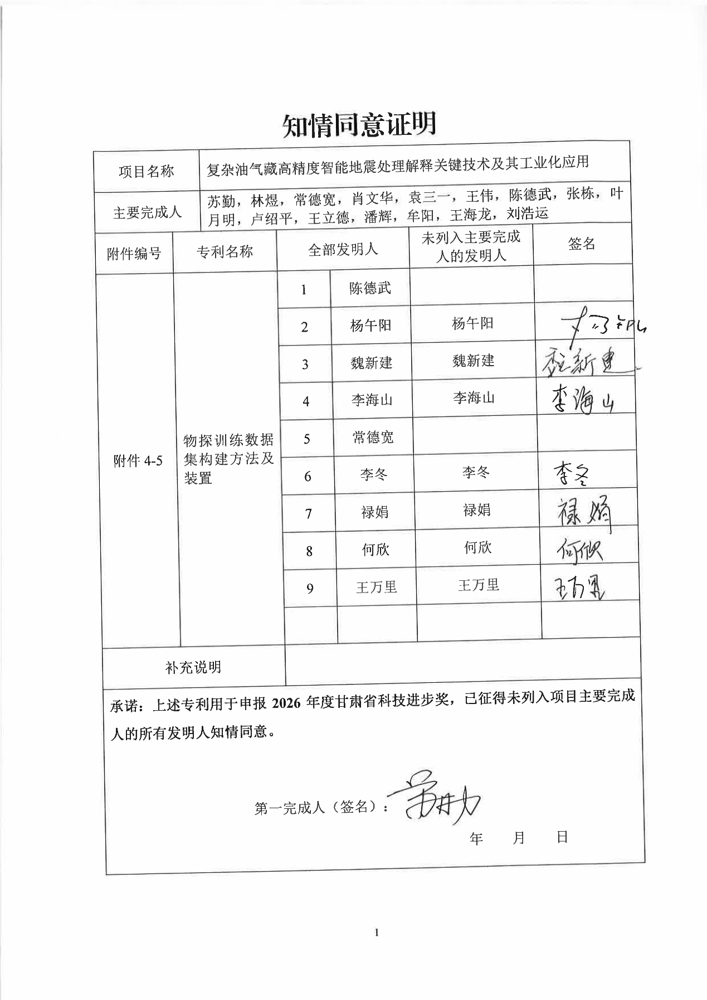 知情同意证明
项目名称 复杂油气藏高精度智能地震处理解释关键技术及其工业化应用
主要完成人 苏勤，林煜，常德宽，肖文华，袁三一，王伟，陈德武，张栋，叶
月明，卢绍平，王立德，潘辉，牟阳，王海龙，刘浩运
附件编号 专利名称 全部发明人 未列入主要完成
人的发明人 签名
附件 4-5 物探训练数据
集构建方法及
装置
1 陈德武
2 杨午阳 杨午阳
3 魏新建 魏新建 魏新建
4 李海山 李海山 李海山
5 常德宽
6 李冬 李冬 李冬
7 禄娟 禄娟 禄娟
8 何欣 何欣 何欣
9 王万里 王万里 王万里
补充说明
承诺：上述专利用于申报 2026 年度甘肃省科技进步奖，已征得未列入项目主要完成
人的所有发明人知情同意。
第一完成人（签名）：
年 月 日
1